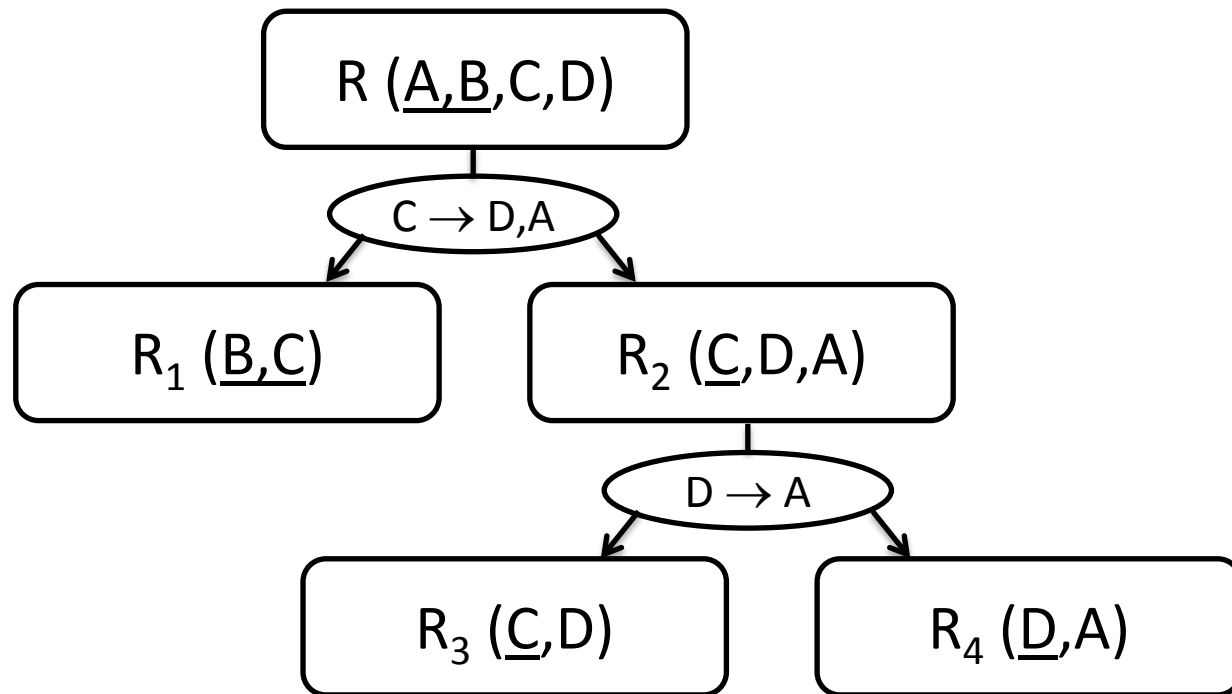 R (A,B,C,D)
C → D,A
R₁ (B,C)
R₂ (C,D,A)
D → A
R₃ (C,D)
R₄ (D,A)